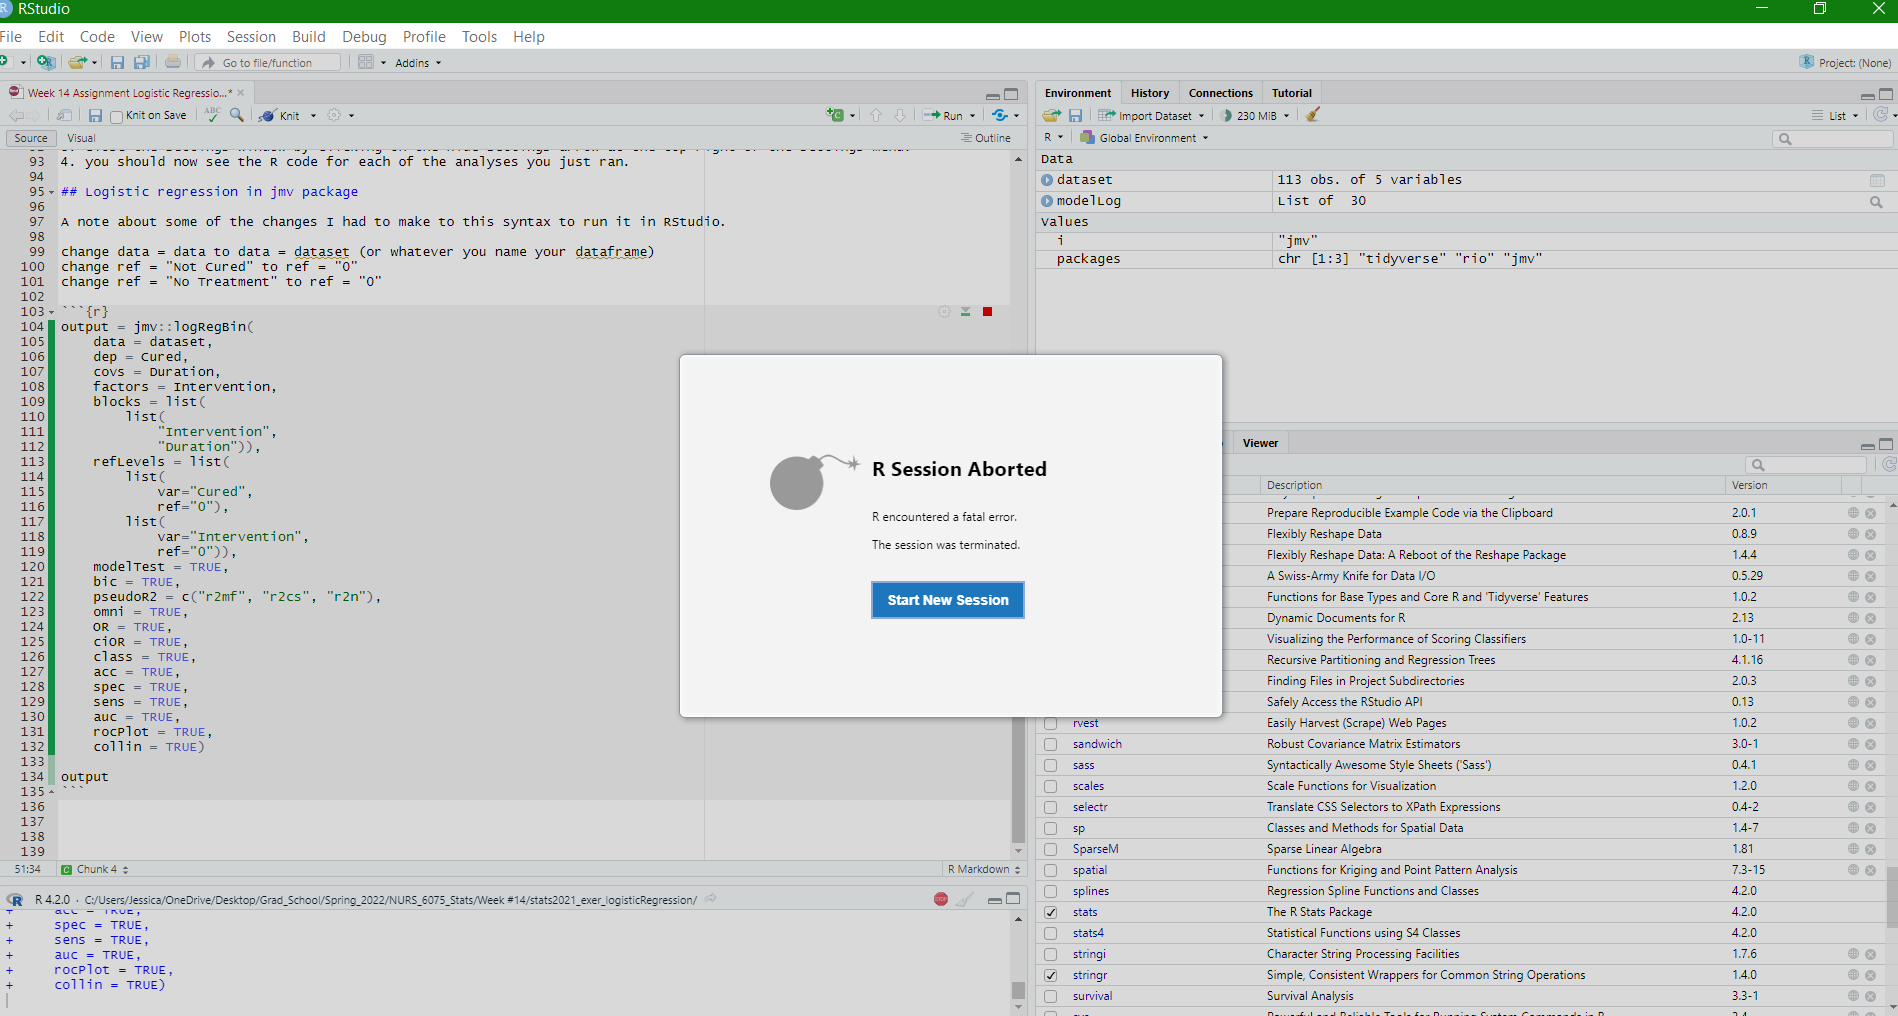 RStudio
File Edit Code View Plots Session Build Debug Profile Tools Help
Go to file/function Addins Project: (None)
Week 14 Assignment Logistic Regressio...*
Knit on Save ABC Knit Run
Source Visual Outline
93 4. you should now see the R code for each of the analyses you just ran.
94
95 ## Logistic regression in jmv package
96
97 A note about some of the changes I had to make to this syntax to run it in RStudio.
98
99 change data = data to data = dataset (or whatever you name your dataframe)
100 change ref = "Not Cured" to ref = "0"
101 change ref = "No Treatment" to ref = "0"
102
103 ```{r}
104 output = jmv::logRegBin(
105 data = dataset,
106 dep = Cured,
107 covs = Duration,
108 factors = Intervention,
109 blocks = list(
110 list(
111 "Intervention",
112 "Duration")),
113 refLevels = list(
114 list(
115 var="Cured",
116 ref="0"),
117 list(
118 var="Intervention",
119 ref="0")),
120 modelTest = TRUE,
121 bic = TRUE,
122 pseudoR2 = c("r2mf", "r2cs", "r2n"),
123 omni = TRUE,
124 OR = TRUE,
125 ciOR = TRUE,
126 class = TRUE,
127 acc = TRUE,
128 spec = TRUE,
129 sens = TRUE,
130 auc = TRUE,
131 rocPlot = TRUE,
132 collin = TRUE)
133
134 output
135 ```
136
137
138
139
51:34 Chunk 4 R Markdown
R 4.2.0 · C:/Users/Jessica/OneDrive/Desktop/Grad_School/Spring_2022/NURS_6075_Stats/Week #14/stats2021_exer_logisticRegression/
+ acc = TRUE,
+ spec = TRUE,
+ sens = TRUE,
+ auc = TRUE,
+ rocPlot = TRUE,
+ collin = TRUE)
Environment History Connections Tutorial
Import Dataset 230 MiB List
R Global Environment
Data
dataset 113 obs. of 5 variables
modelLog List of 30
Values
i "jmv"
packages chr [1:3] "tidyverse" "rio" "jmv"
R Session Aborted
R encountered a fatal error.
The session was terminated.
Start New Session
Viewer
Description Version
Prepare Reproducible Example Code via the Clipboard 2.0.1
Flexibly Reshape Data 0.8.9
Flexibly Reshape Data: A Reboot of the Reshape Package 1.4.4
A Swiss-Army Knife for Data I/O 0.5.29
Functions for Base Types and Core R and 'Tidyverse' Features 1.0.2
Dynamic Documents for R 2.13
Visualizing the Performance of Scoring Classifiers 1.0-11
Recursive Partitioning and Regression Trees 4.1.16
Finding Files in Project Subdirectories 2.0.3
Safely Access the RStudio API 0.13
rvest Easily Harvest (Scrape) Web Pages 1.0.2
sandwich Robust Covariance Matrix Estimators 3.0-1
sass Syntactically Awesome Style Sheets ('Sass') 0.4.1
scales Scale Functions for Visualization 1.2.0
selectr Translate CSS Selectors to XPath Expressions 0.4-2
sp Classes and Methods for Spatial Data 1.4-7
SparseM Sparse Linear Algebra 1.81
spatial Functions for Kriging and Point Pattern Analysis 7.3-15
splines Regression Spline Functions and Classes 4.2.0
stats The R Stats Package 4.2.0
stats4 Statistical Functions using S4 Classes 4.2.0
stringi Character String Processing Facilities 1.7.6
stringr Simple, Consistent Wrappers for Common String Operations 1.4.0
survival Survival Analysis 3.3-1